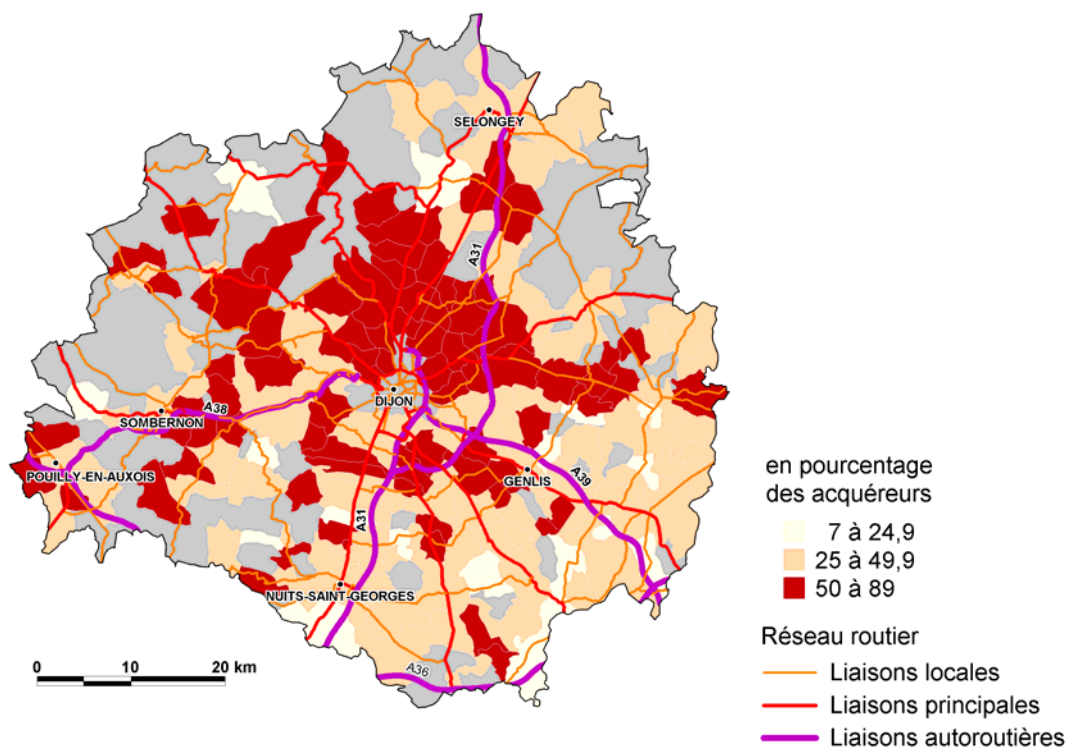 SELONGEY
A31
DIJON
A38
SOMBERNON
POUILLY-EN-AUXOIS
GENLIS
A39
A31
NUITS-SAINT-GEORGES
A36
0 10 20 km
en pourcentage
des acquéreurs
7 à 24,9
25 à 49,9
50 à 89
Réseau routier
Liaisons locales
Liaisons principales
Liaisons autoroutières